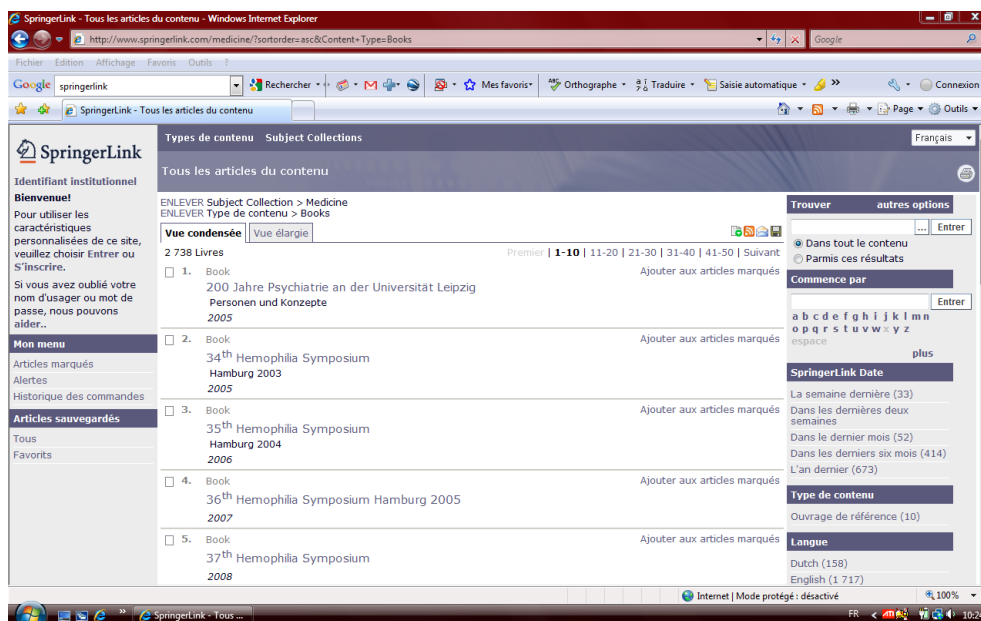 SpringerLink - Tous les articles du contenu - Windows Internet Explorer
http://www.springerlink.com/medicine/?sortorder=asc&Content+Type=Books
Google
Fichier Edition Affichage Favoris Outils ?
Google springerlink Rechercher Mes favoris ABC Orthographe Traduire Saisie automatique Connexion
SpringerLink - Tous les articles du contenu Page Outils
SpringerLink
Identifiant institutionnel
Bienvenue!
Pour utiliser les
caractéristiques
personnalisées de ce site,
veuillez choisir Entrer ou
S'inscrire.
Si vous avez oublié votre
nom d'usager ou mot de
passe, nous pouvons
aider..
Mon menu
Articles marqués
Alertes
Historique des commandes
Articles sauvegardés
Tous
Favorits
Types de contenu Subject Collections
Français
Tous les articles du contenu
ENLEVER Subject Collection > Medicine
ENLEVER Type de contenu > Books
Vue condensée Vue élargie
2 738 Livres
Premier | 1-10 | 11-20 | 21-30 | 31-40 | 41-50 | Suivant
1. Book Ajouter aux articles marqués
200 Jahre Psychiatrie an der Universität Leipzig
Personen und Konzepte
2005
2. Book Ajouter aux articles marqués
34th Hemophilia Symposium
Hamburg 2003
2005
3. Book Ajouter aux articles marqués
35th Hemophilia Symposium
Hamburg 2004
2006
4. Book Ajouter aux articles marqués
36th Hemophilia Symposium Hamburg 2005
2007
5. Book Ajouter aux articles marqués
37th Hemophilia Symposium
2008
Trouver autres options
... Entrer
Dans tout le contenu
Parmis ces résultats
Commence par
Entrer
a b c d e f g h i j k l m n
o p q r s t u v w x y z
espace
plus
SpringerLink Date
La semaine dernière (33)
Dans les dernières deux
semaines
Dans le dernier mois (52)
Dans les derniers six mois (414)
L'an dernier (673)
Type de contenu
Ouvrage de référence (10)
Langue
Dutch (158)
English (1 717)
Internet | Mode protégé : désactivé 100%
SpringerLink - Tous ... FR 10:24